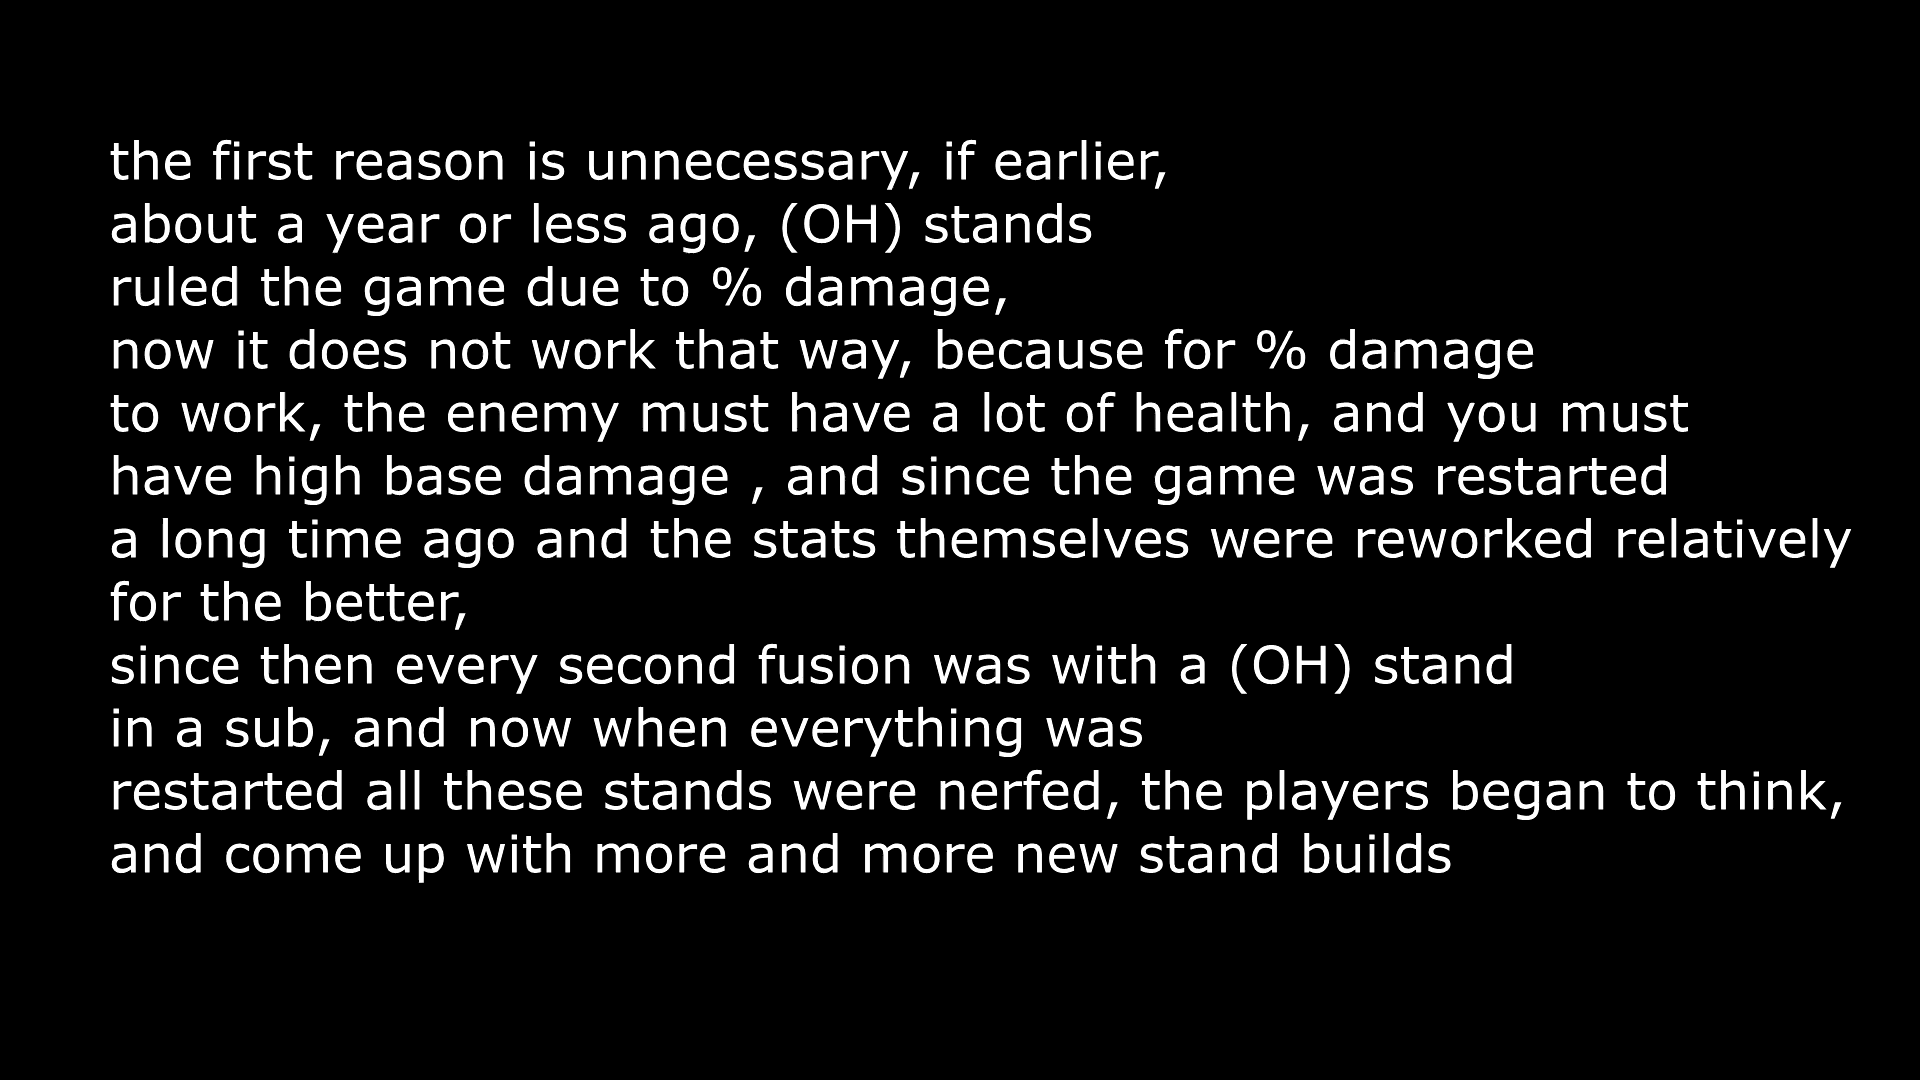 the first reason is unnecessary, if earlier,
about a year or less ago, (OH) stands
ruled the game due to % damage,
now it does not work that way, because for % damage
to work, the enemy must have a lot of health, and you must
have high base damage , and since the game was restarted
a long time ago and the stats themselves were reworked relatively
for the better,
since then every second fusion was with a (OH) stand
in a sub, and now when everything was
restarted all these stands were nerfed, the players began to think,
and come up with more and more new stand builds